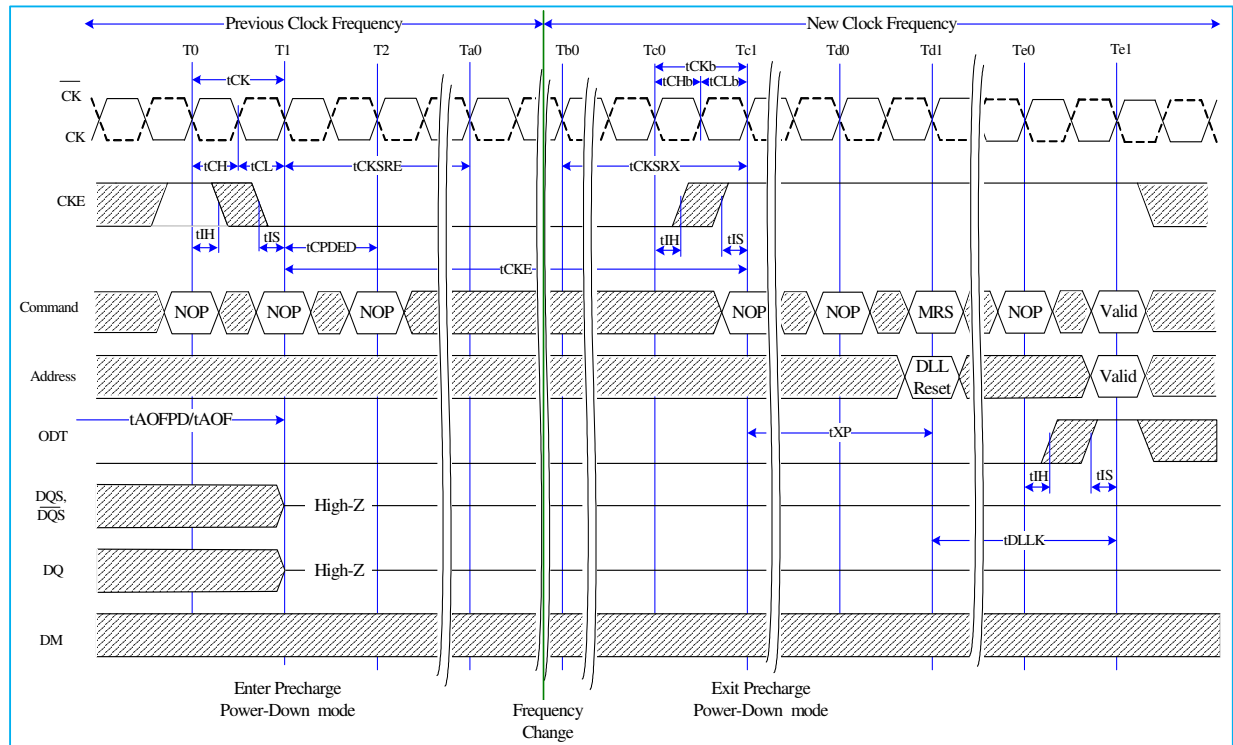 Previous Clock Frequency New Clock Frequency
T0 T1 T2 Ta0 Tb0 Tc0 Tc1 Td0 Td1 Te0 Te1
tCK tCKb
tCHb tCLb
CK
CK
tCH tCL tCKSRE tCKSRX
CKE
tIH tIS tCPDED tIH tIS
tCKE
Command NOP NOP NOP NOP NOP MRS NOP Valid
Address DLL Reset Valid
tAOFPD/tAOF
ODT tXP
tIH tIS
DQS, DQS High-Z
tDLLK
DQ High-Z
DM
Enter Precharge Power-Down mode
Frequency Change
Exit Precharge Power-Down mode